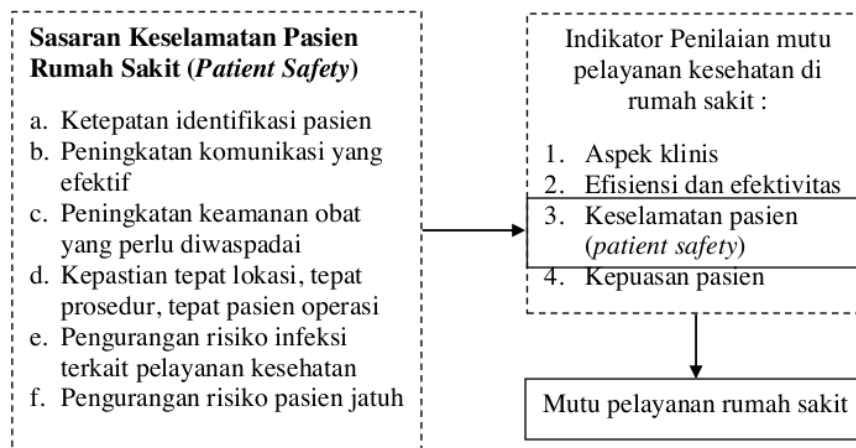 Sasaran Keselamatan Pasien
Rumah Sakit (Patient Safety)
a. Ketepatan identifikasi pasien
b. Peningkatan komunikasi yang
efektif
c. Peningkatan keamanan obat
yang perlu diwaspadai
d. Kepastian tepat lokasi, tepat
prosedur, tepat pasien operasi
e. Pengurangan risiko infeksi
terkait pelayanan kesehatan
f. Pengurangan risiko pasien jatuh
Indikator Penilaian mutu
pelayanan kesehatan di
rumah sakit :
1. Aspek klinis
2. Efisiensi dan efektivitas
3. Keselamatan pasien
(patient safety)
4. Kepuasan pasien
Mutu pelayanan rumah sakit